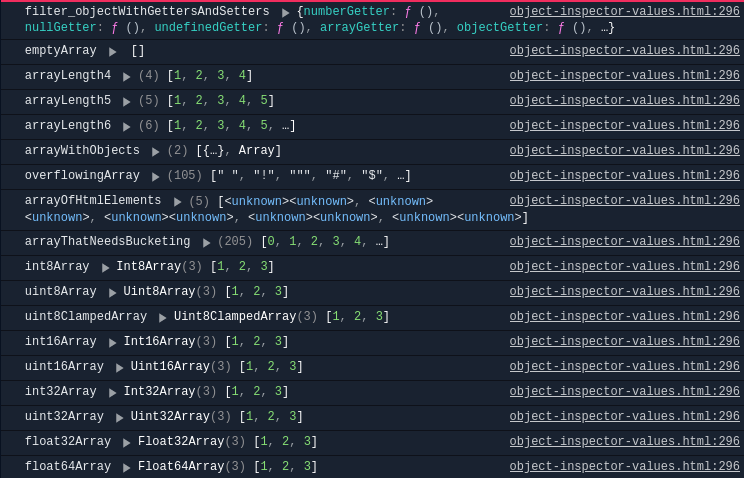 filter_objectWithGettersAndSetters ▶ {numberGetter: ƒ (), object-inspector-values.html:296
nullGetter: ƒ (), undefinedGetter: ƒ (), arrayGetter: ƒ (), objectGetter: ƒ (), …}
emptyArray ▶ [] object-inspector-values.html:296
arrayLength4 ▶ (4) [1, 2, 3, 4] object-inspector-values.html:296
arrayLength5 ▶ (5) [1, 2, 3, 4, 5] object-inspector-values.html:296
arrayLength6 ▶ (6) [1, 2, 3, 4, 5, …] object-inspector-values.html:296
arrayWithObjects ▶ (2) [{…}, Array] object-inspector-values.html:296
overflowingArray ▶ (105) [" ", "!", """, "#", "$", …] object-inspector-values.html:296
arrayOfHtmlElements ▶ (5) [<unknown><unknown>, <unknown> object-inspector-values.html:296
<unknown>, <unknown><unknown>, <unknown><unknown>, <unknown><unknown>]
arrayThatNeedsBucketing ▶ (205) [0, 1, 2, 3, 4, …] object-inspector-values.html:296
int8Array ▶ Int8Array(3) [1, 2, 3] object-inspector-values.html:296
uint8Array ▶ Uint8Array(3) [1, 2, 3] object-inspector-values.html:296
uint8ClampedArray ▶ Uint8ClampedArray(3) [1, 2, 3] object-inspector-values.html:296
int16Array ▶ Int16Array(3) [1, 2, 3] object-inspector-values.html:296
uint16Array ▶ Uint16Array(3) [1, 2, 3] object-inspector-values.html:296
int32Array ▶ Int32Array(3) [1, 2, 3] object-inspector-values.html:296
uint32Array ▶ Uint32Array(3) [1, 2, 3] object-inspector-values.html:296
float32Array ▶ Float32Array(3) [1, 2, 3] object-inspector-values.html:296
float64Array ▶ Float64Array(3) [1, 2, 3] object-inspector-values.html:296